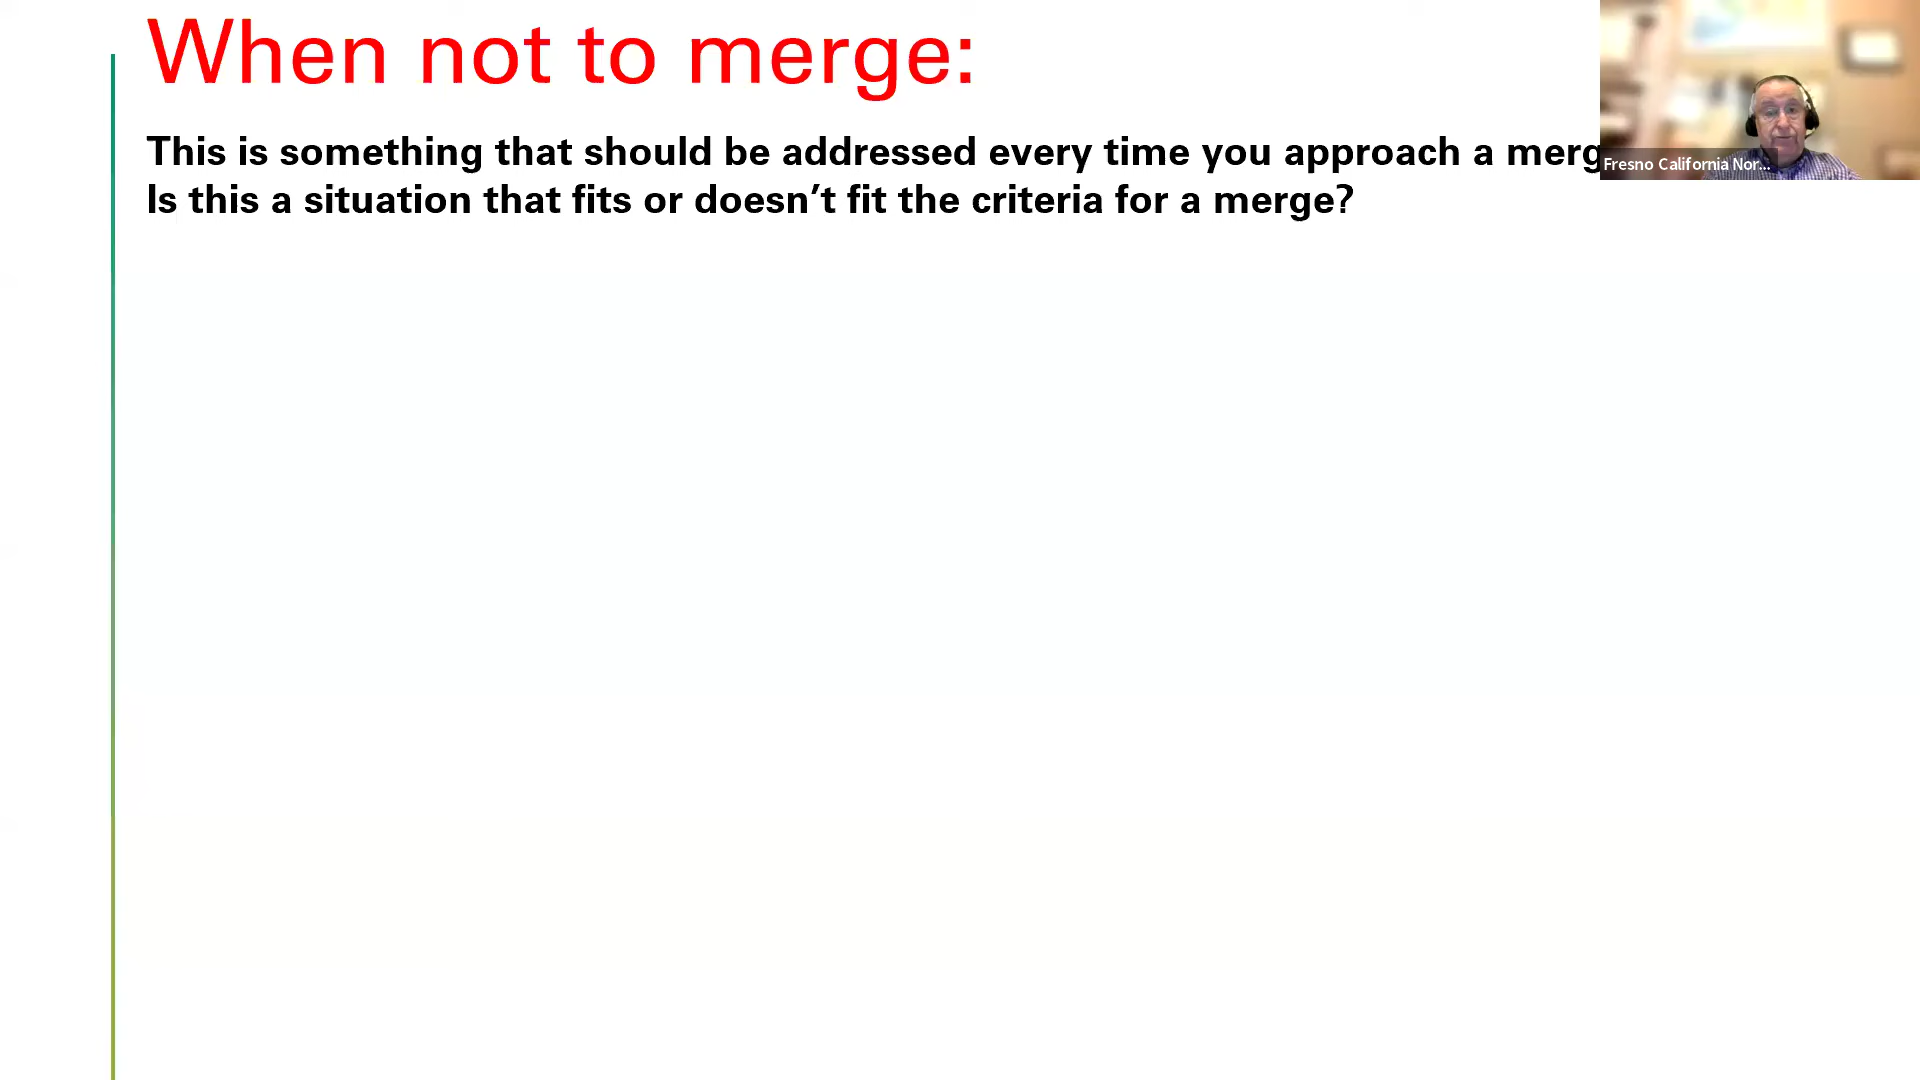 When not to merge:
This is something that should be addressed every time you approach a merg
Is this a situation that fits or doesn’t fit the criteria for a merge?
Fresno California Nor...